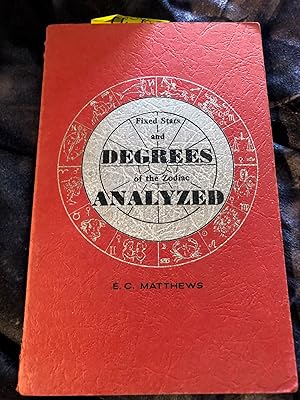 Fixed Stars
and
DEGREES
of the Zodiac
ANALYZED
E. C. MATTHEWS